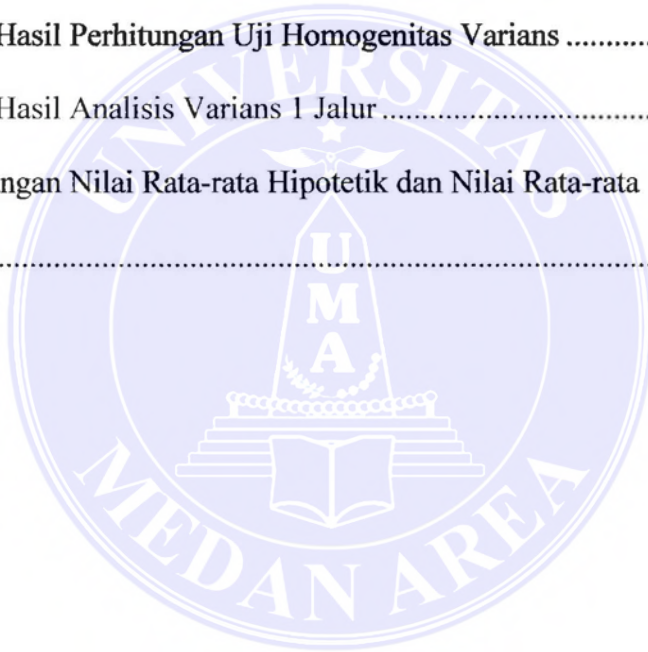 Hasil Perhitungan Uji Homogenitas Varians ............
Hasil Analisis Varians 1 Jalur ........................................
ngan Nilai Rata-rata Hipotetik dan Nilai Rata-rata
................................................................................
UNIVERSITAS
UMA
MEDAN AREA